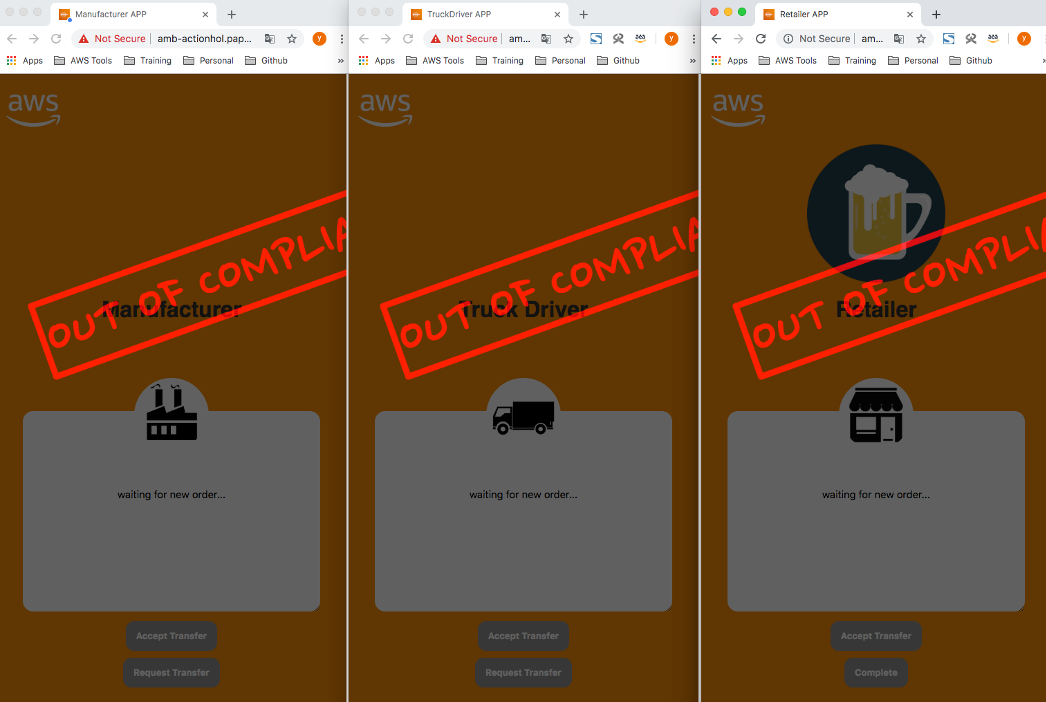 Manufacturer APP
Not Secure
amb-actionhol.pap...
y
Apps
AWS Tools
Training
Personal
Github
»
aws
OUT OF COMPLIA
Manufacturer
waiting for new order...
Accept Transfer
Request Transfer
TruckDriver APP
Not Secure
am...
y
Apps
AWS Tools
Training
Personal
Github
»
aws
OUT OF COMPLIA
Truck Driver
waiting for new order...
Accept Transfer
Request Transfer
Retailer APP
Not Secure
am...
y
Apps
AWS Tools
Training
Personal
Github
»
aws
OUT OF COMPLIA
Retailer
waiting for new order...
Accept Transfer
Complete